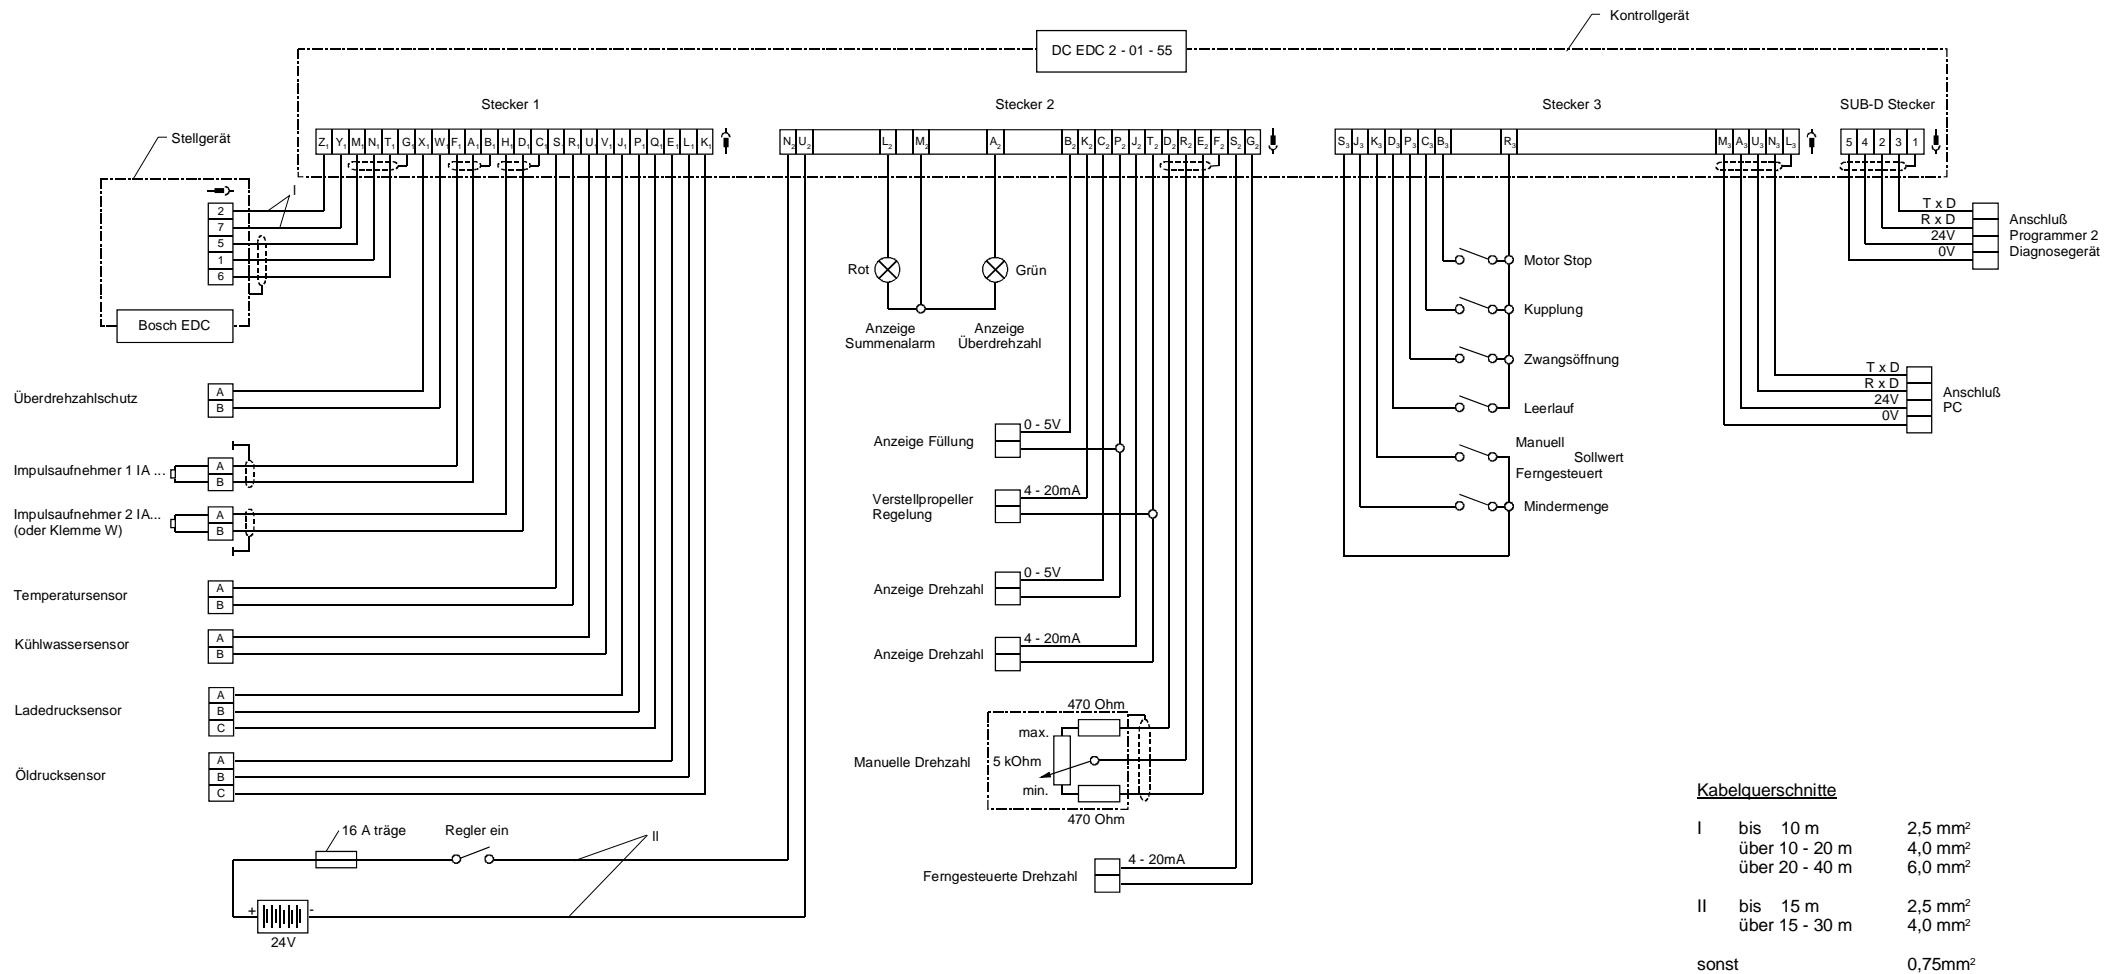 Kontrollgerät
DC EDC 2 - 01 - 55
Stecker 1
Stecker 2
Stecker 3
SUB-D Stecker
Stellgerät
Z1 Y1 M1 N1 T1 G1 X1 W1 F1 A1 B1 H1 D1 C1 S1 R1 U1 V1 J1 P1 Q1 E1 L1 K1
N2 U2 L2 M2 A2 B2 K2 C2 P2 J2 T2 D2 R2 E2 F2 S2 G2
S3 J3 K3 D3 P3 C3 B3 R3 M3 A3 U3 N3 L3
5 4 2 3 1
I
2
7
5
1
6
Bosch EDC
T x D
R x D
24V
0V
Anschluß
Programmer 2
Diagnosegerät
Rot
Grün
Anzeige
Summenalarm
Anzeige
Überdrehzahl
Motor Stop
Kupplung
Zwangsöffnung
Leerlauf
Manuell
Sollwert
Ferngesteuert
Mindermenge
T x D
R x D
24V
0V
Anschluß
PC
Überdrehzahlschutz
A
B
Impulsaufnehmer 1 IA ...
A
B
Impulsaufnehmer 2 IA...
(oder Klemme W)
A
B
Temperatursensor
A
B
Kühlwassersensor
A
B
Ladedrucksensor
A
B
C
Öldrucksensor
A
B
C
Anzeige Füllung
0 - 5V
Verstellpropeller
Regelung
4 - 20mA
Anzeige Drehzahl
0 - 5V
Anzeige Drehzahl
4 - 20mA
470 Ohm
max.
Manuelle Drehzahl
5 kOhm
min.
470 Ohm
Ferngesteuerte Drehzahl
4 - 20mA
16 A träge
Regler ein
II
+
-
24V
Kabelquerschnitte
I bis 10 m 2,5 mm²
über 10 - 20 m 4,0 mm²
über 20 - 40 m 6,0 mm²
II bis 15 m 2,5 mm²
über 15 - 30 m 4,0 mm²
sonst 0,75mm²